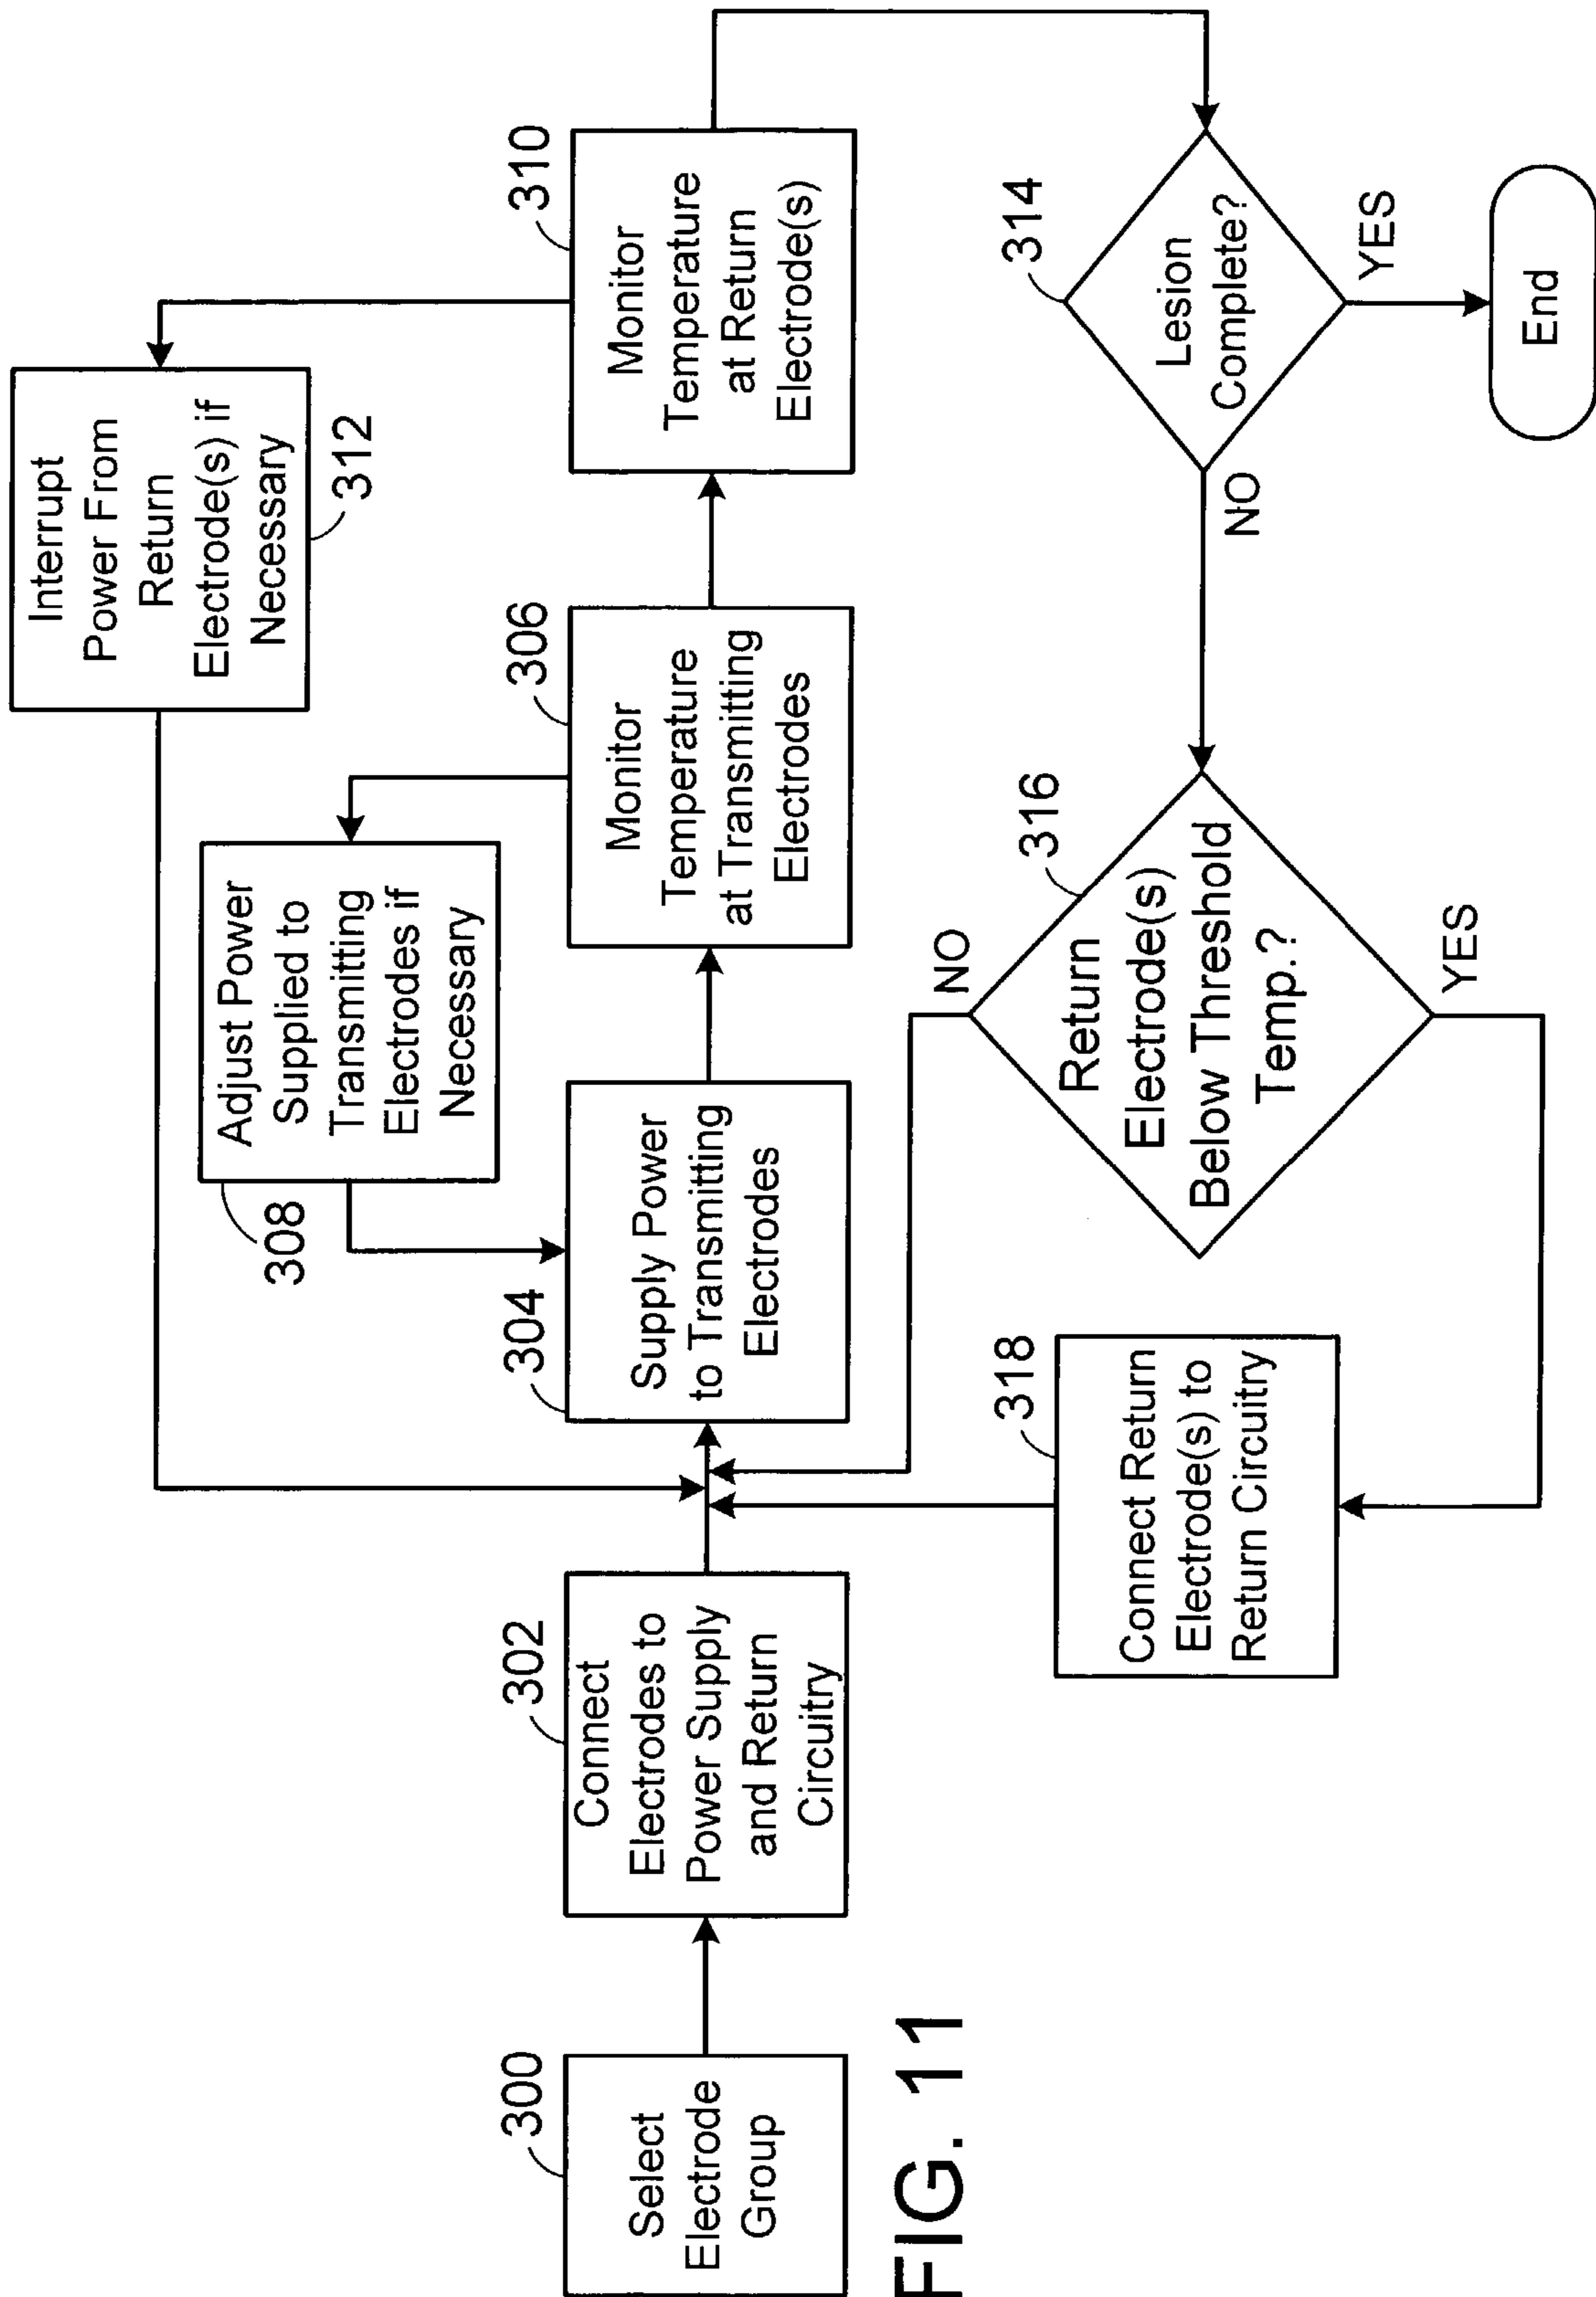 300
Select
Electrode
Group
302
Connect
Electrodes to
Power Supply
and Return
Circuitry
304
Supply Power
to Transmitting
Electrodes
306
Monitor
Temperature
at Transmitting
Electrodes
308
Adjust Power
Supplied to
Transmitting
Electrodes if
Necessary
310
Monitor
Temperature
at Return
Electrode(s)
312
Interrupt
Power From
Return
Electrode(s) if
Necessary
314
Lesion
Complete?
YES
NO
End
316
Return
Electrode(s)
Below Threshold
Temp.?
NO
YES
318
Connect Return
Electrode(s) to
Return Circuitry
FIG. 11